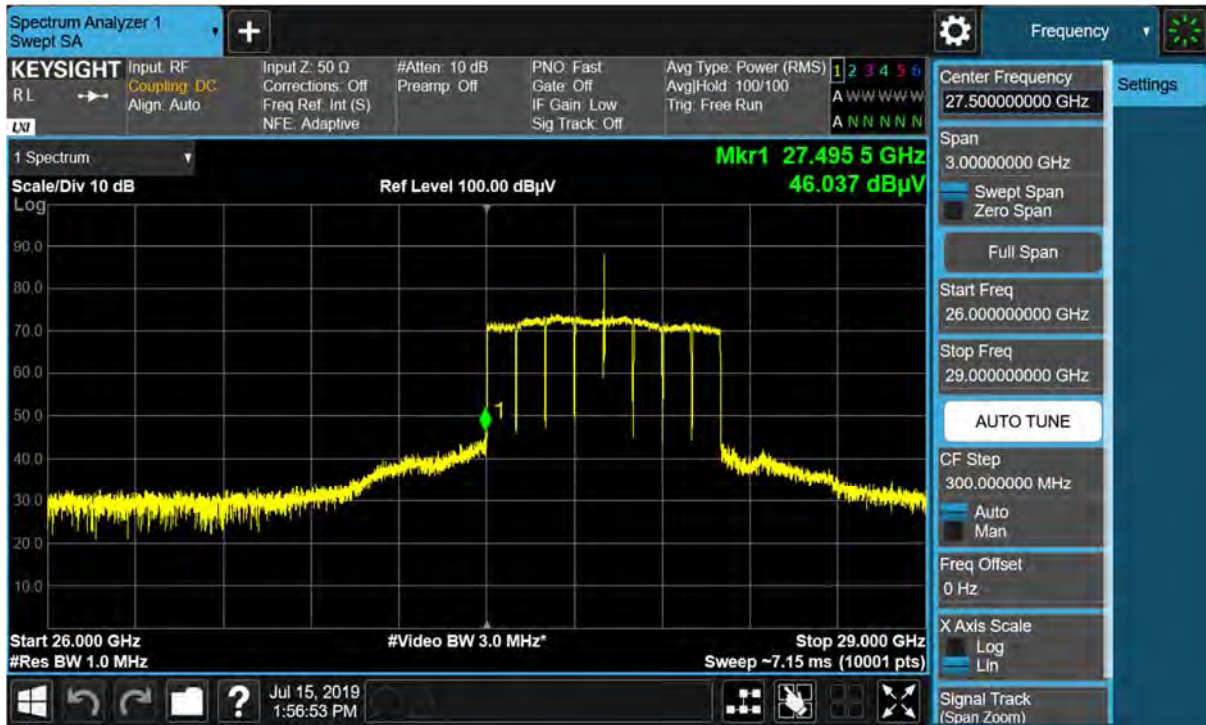 Spectrum Analyzer 1
Swept SA
+
Frequency
KEYSIGHT
RL
LXI
Input: RF
Coupling: DC
Align: Auto
Input Z: 50 Ω
Corrections: Off
Freq Ref: Int (S)
NFE: Adaptive
#Atten: 10 dB
Preamp: Off
PNO: Fast
Gate: Off
IF Gain: Low
Sig Track: Off
Avg Type: Power (RMS)
Avg|Hold: 100/100
Trig: Free Run
1 2 3 4 5 6
A W W W W W
A N N N N N
1 Spectrum
Mkr1 27.495 5 GHz
Scale/Div 10 dB
Ref Level 100.00 dBµV
46.037 dBµV
Log
90.0
80.0
70.0
60.0
50.0
40.0
30.0
20.0
10.0
1
Start 26.000 GHz
#Video BW 3.0 MHz*
Stop 29.000 GHz
#Res BW 1.0 MHz
Sweep ~7.15 ms (10001 pts)
?
Jul 15, 2019
1:56:53 PM
Center Frequency
27.500000000 GHz
Settings
Span
3.00000000 GHz
Swept Span
Zero Span
Full Span
Start Freq
26.000000000 GHz
Stop Freq
29.000000000 GHz
AUTO TUNE
CF Step
300.000000 MHz
Auto
Man
Freq Offset
0 Hz
X Axis Scale
Log
Lin
Signal Track
(Span Zoom)